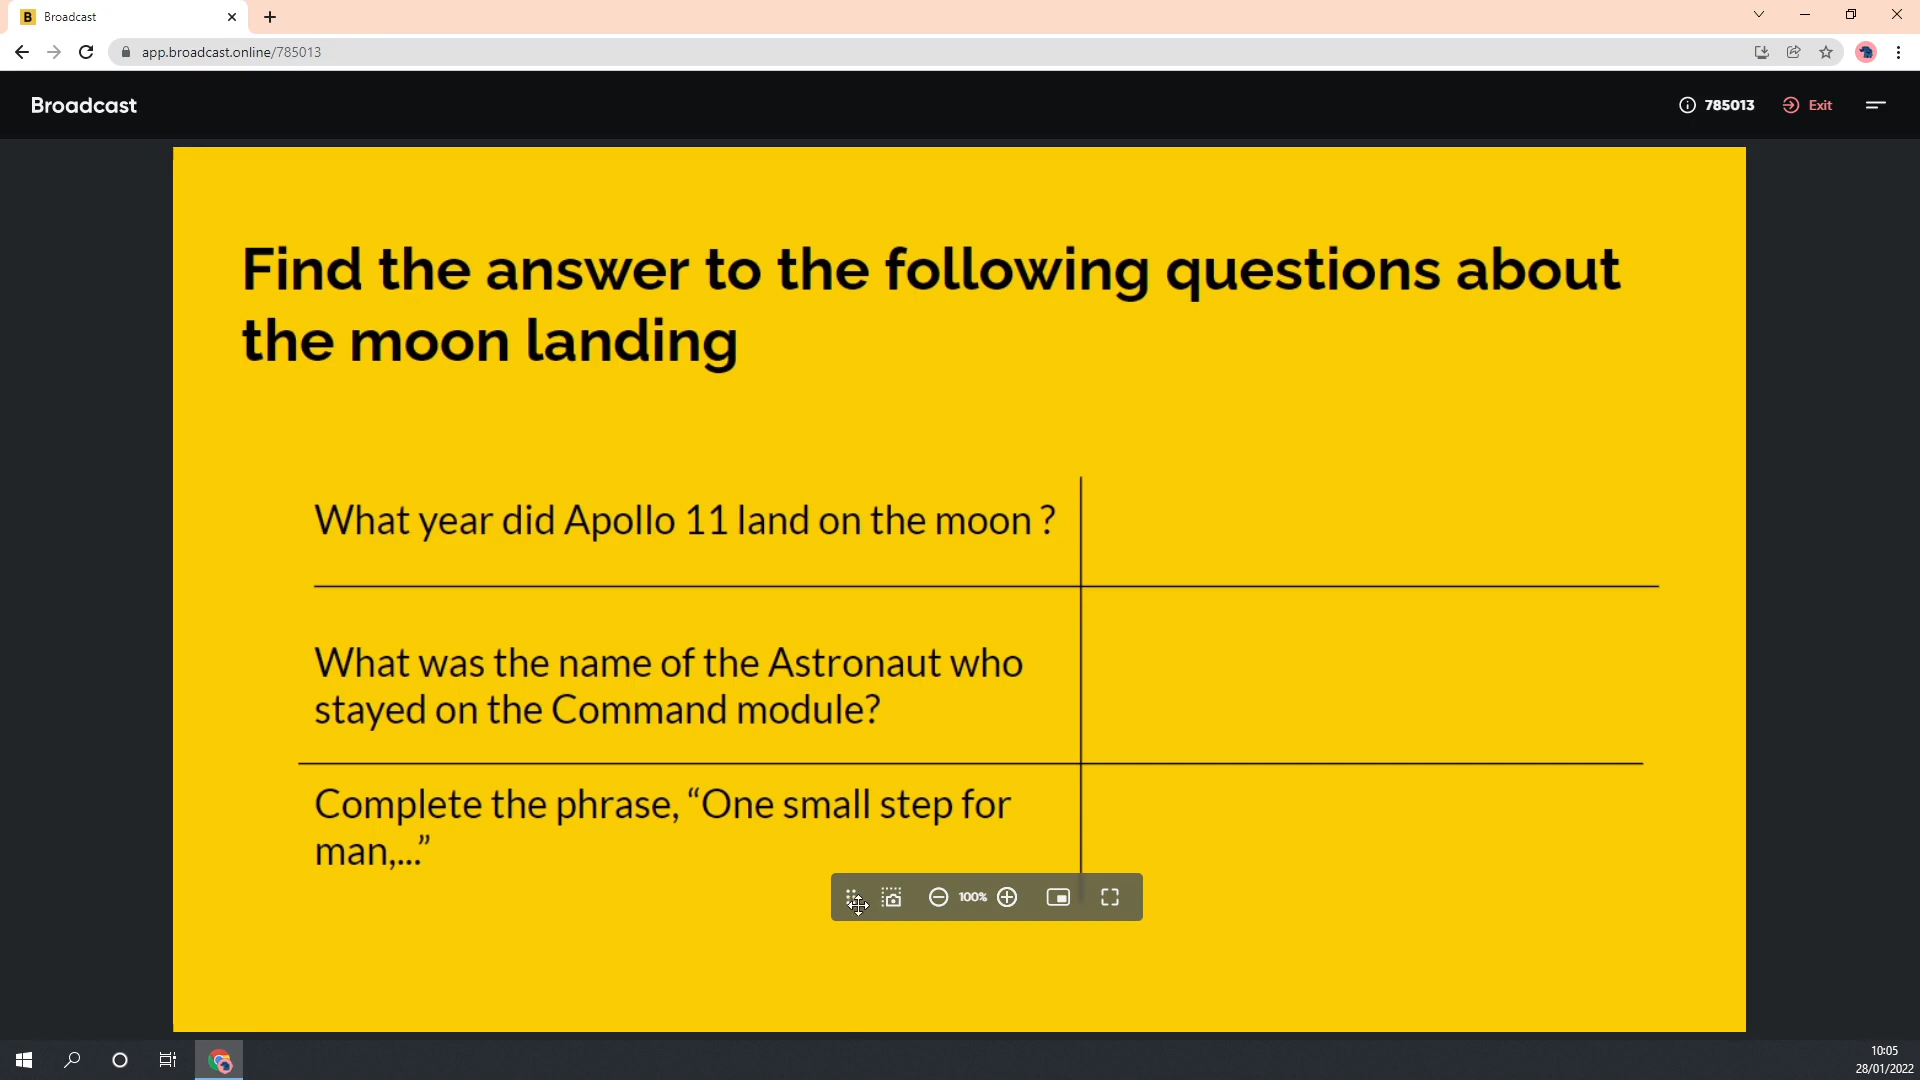 B Broadcast
app.broadcast.online/785013
Broadcast
785013 Exit
Find the answer to the following questions about
the moon landing
What year did Apollo 11 land on the moon ?
What was the name of the Astronaut who
stayed on the Command module?
Complete the phrase, “One small step for
man,...”
100%
10:05
28/01/2022